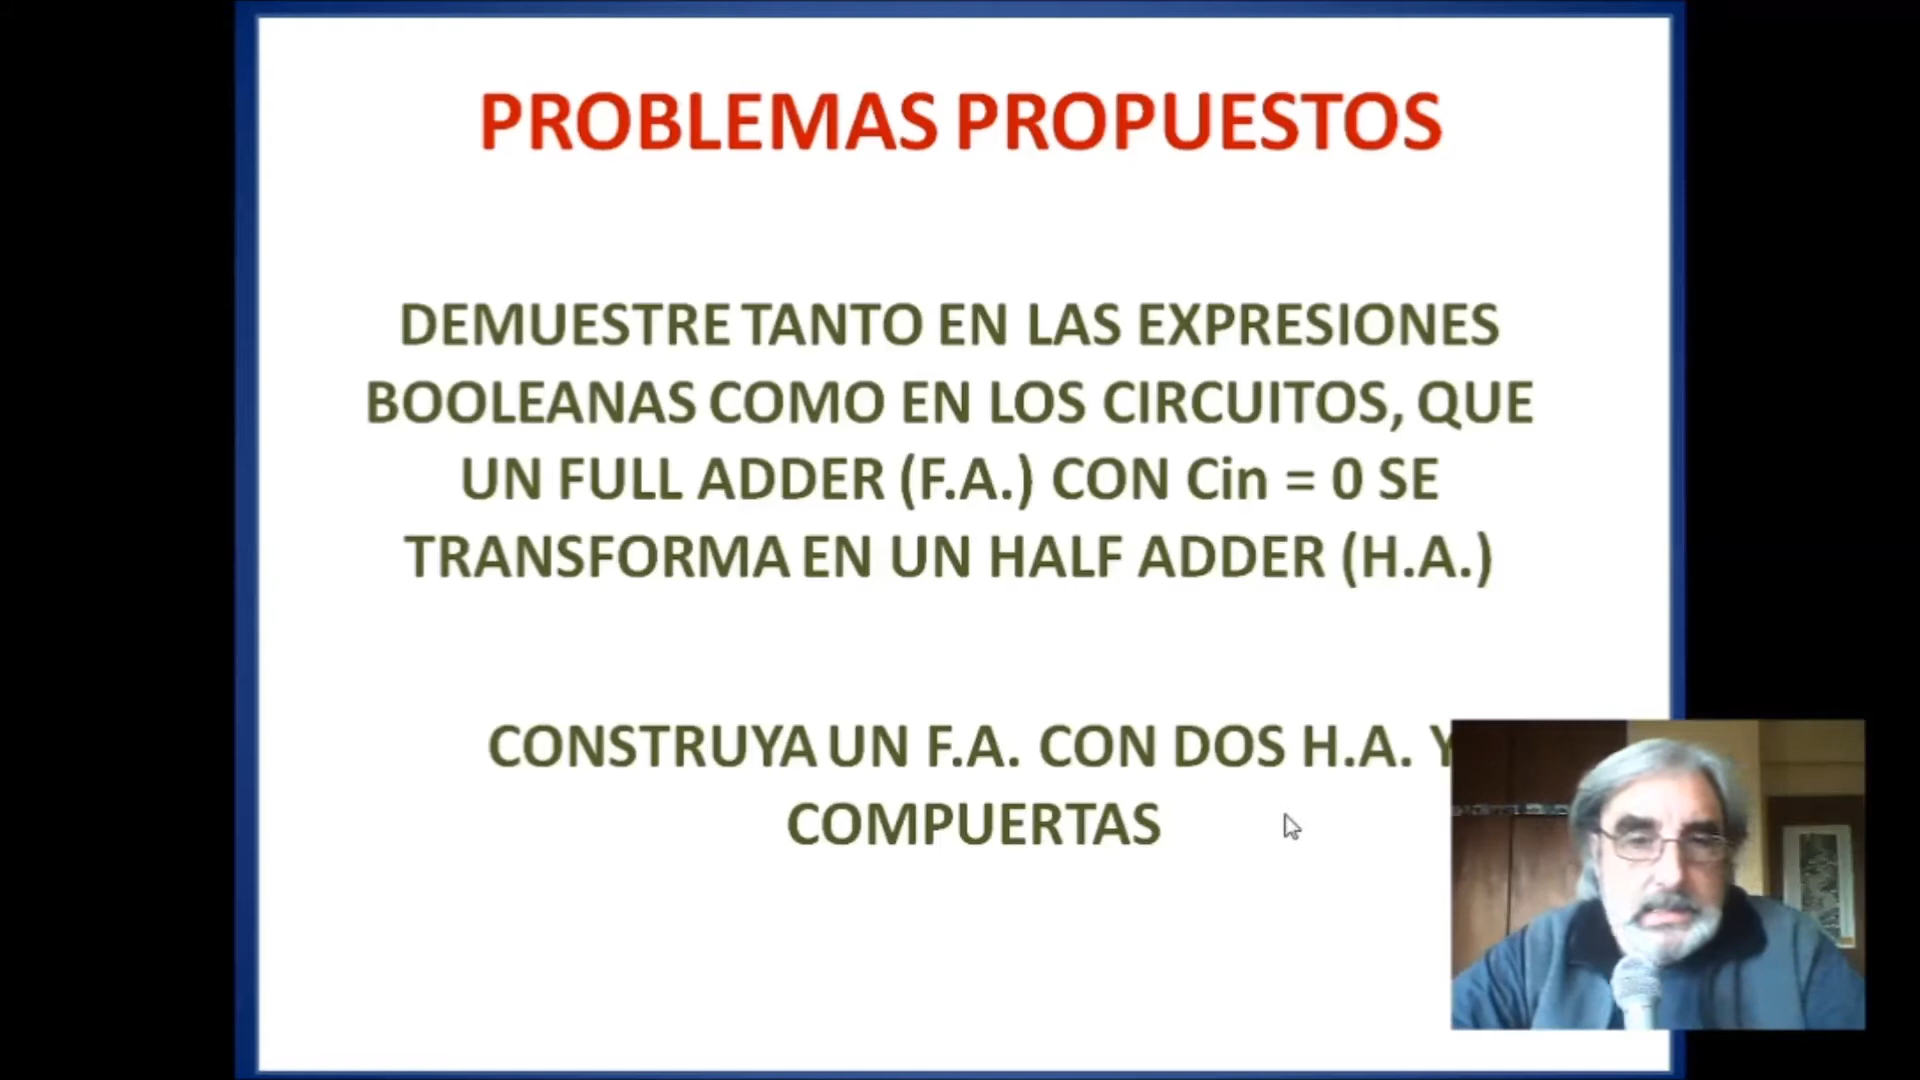 PROBLEMAS PROPUESTOS
DEMUESTRE TANTO EN LAS EXPRESIONES
BOOLEANAS COMO EN LOS CIRCUITOS, QUE
UN FULL ADDER (F.A.) CON Cin = 0 SE
TRANSFORMA EN UN HALF ADDER (H.A.)
CONSTRUYA UN F.A. CON DOS H.A. Y
COMPUERTAS